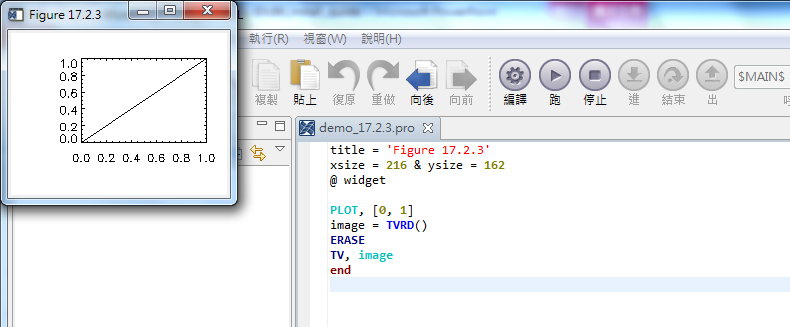 Figure 17.2.3
1.0
0.8
0.6
0.4
0.2
0.0
0.0 0.2 0.4 0.6 0.8 1.0
執行(R) 視窗(W) 說明(H)
複製 貼上 復原 重做 向後 向前 編譯 跑 停止 進 結束 出 $MAIN$
demo_17.2.3.pro
title = 'Figure 17.2.3'
xsize = 216 & ysize = 162
@ widget
PLOT, [0, 1]
image = TVRD()
ERASE
TV, image
end